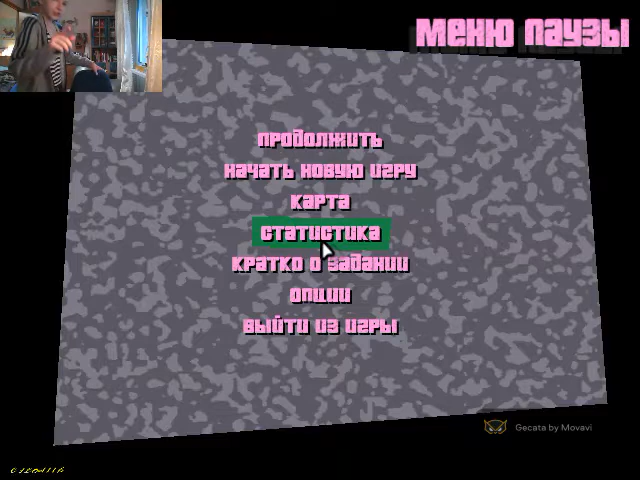 Меню паузы
Продолжить
Начать новую игру
Карта
Статистика
Кратко о задании
Опции
Выйти из игры
Gecata by Movavi